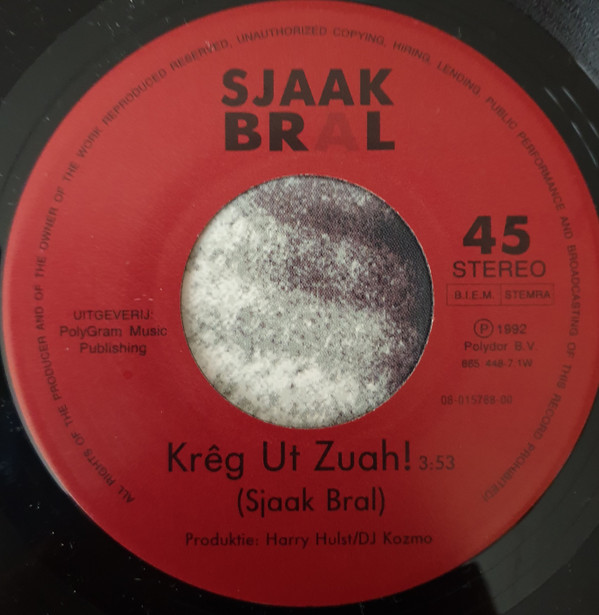 ALL RIGHTS OF THE PRODUCER AND OF THE OWNER OF THE WORK REPRODUCED RESERVED, UNAUTHORIZED COPYING, HIRING, LENDING, PUBLIC PERFORMANCE AND BROADCASTING OF THIS RECORD PROHIBITED
SJAAK
BRAL
45
STEREO
B.I.E.M. STEMRA
UITGEVERIJ:
PolyGram Music
Publishing
Ⓟ 1992
Polydor B.V.
865 448-7 1W
08-015768-00
Krêg Ut Zuah! 3:53
(Sjaak Bral)
Produktie: Harry Hulst/DJ Kozmo